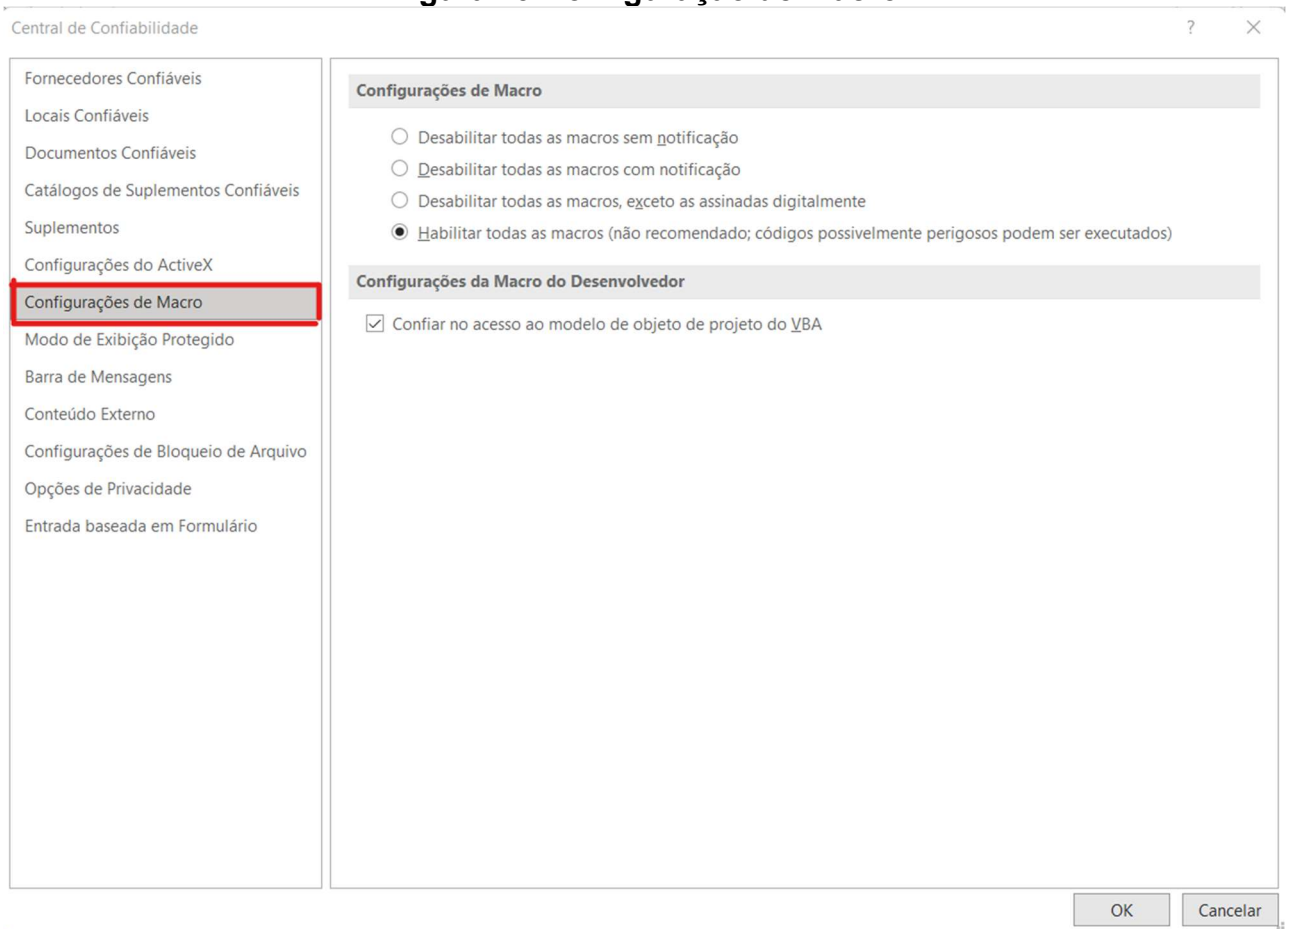 Central de Confiabilidade
?
Fornecedores Confiáveis
Locais Confiáveis
Documentos Confiáveis
Catálogos de Suplementos Confiáveis
Suplementos
Configurações do ActiveX
Configurações de Macro
Modo de Exibição Protegido
Barra de Mensagens
Conteúdo Externo
Configurações de Bloqueio de Arquivo
Opções de Privacidade
Entrada baseada em Formulário
Configurações de Macro
Desabilitar todas as macros sem notificação
Desabilitar todas as macros com notificação
Desabilitar todas as macros, exceto as assinadas digitalmente
Habilitar todas as macros (não recomendado; códigos possivelmente perigosos podem ser executados)
Configurações da Macro do Desenvolvedor
Confiar no acesso ao modelo de objeto de projeto do VBA
OK
Cancelar